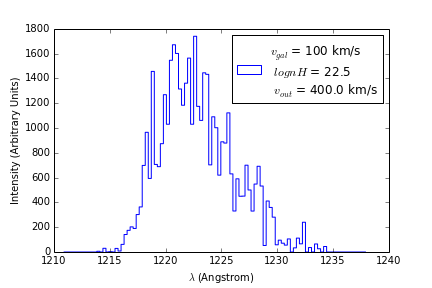 1800
1600
1400
1200
1000
800
600
400
200
0
Intensity (Arbitrary Units)
v_gal = 100 km/s
lognH = 22.5
v_out = 400.0 km/s
1210 1215 1220 1225 1230 1235 1240
λ (Angstrom)